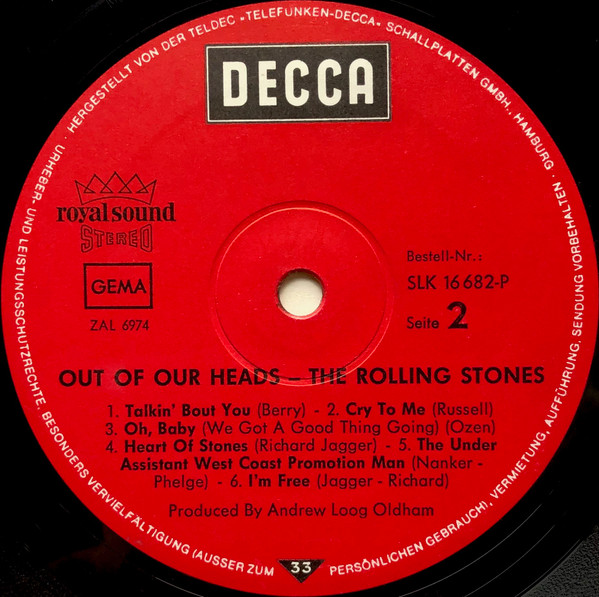 · HERGESTELLT VON DER TELDEC »TELEFUNKEN-DECCA« SCHALLPLATTEN GMBH., HAMBURG ·
URHEBER- UND LEISTUNGSSCHUTZRECHTE, BESONDERS VERVIELFÄLTIGUNG (AUSSER ZUM PERSÖNLICHEN GEBRAUCH), VERMIETUNG, AUFFÜHRUNG, SENDUNG VORBEHALTEN ·
DECCA
royal sound
STEREO
GEMA
ZAL 6974
Bestell-Nr.:
SLK 16 682-P
Seite 2
OUT OF OUR HEADS – THE ROLLING STONES
1. Talkin' Bout You (Berry) - 2. Cry To Me (Russell)
3. Oh, Baby (We Got A Good Thing Going) (Ozen)
4. Heart Of Stones (Richard Jagger) - 5. The Under
Assistant West Coast Promotion Man (Nanker -
Phelge) - 6. I'm Free (Jagger - Richard)
Produced By Andrew Loog Oldham
33